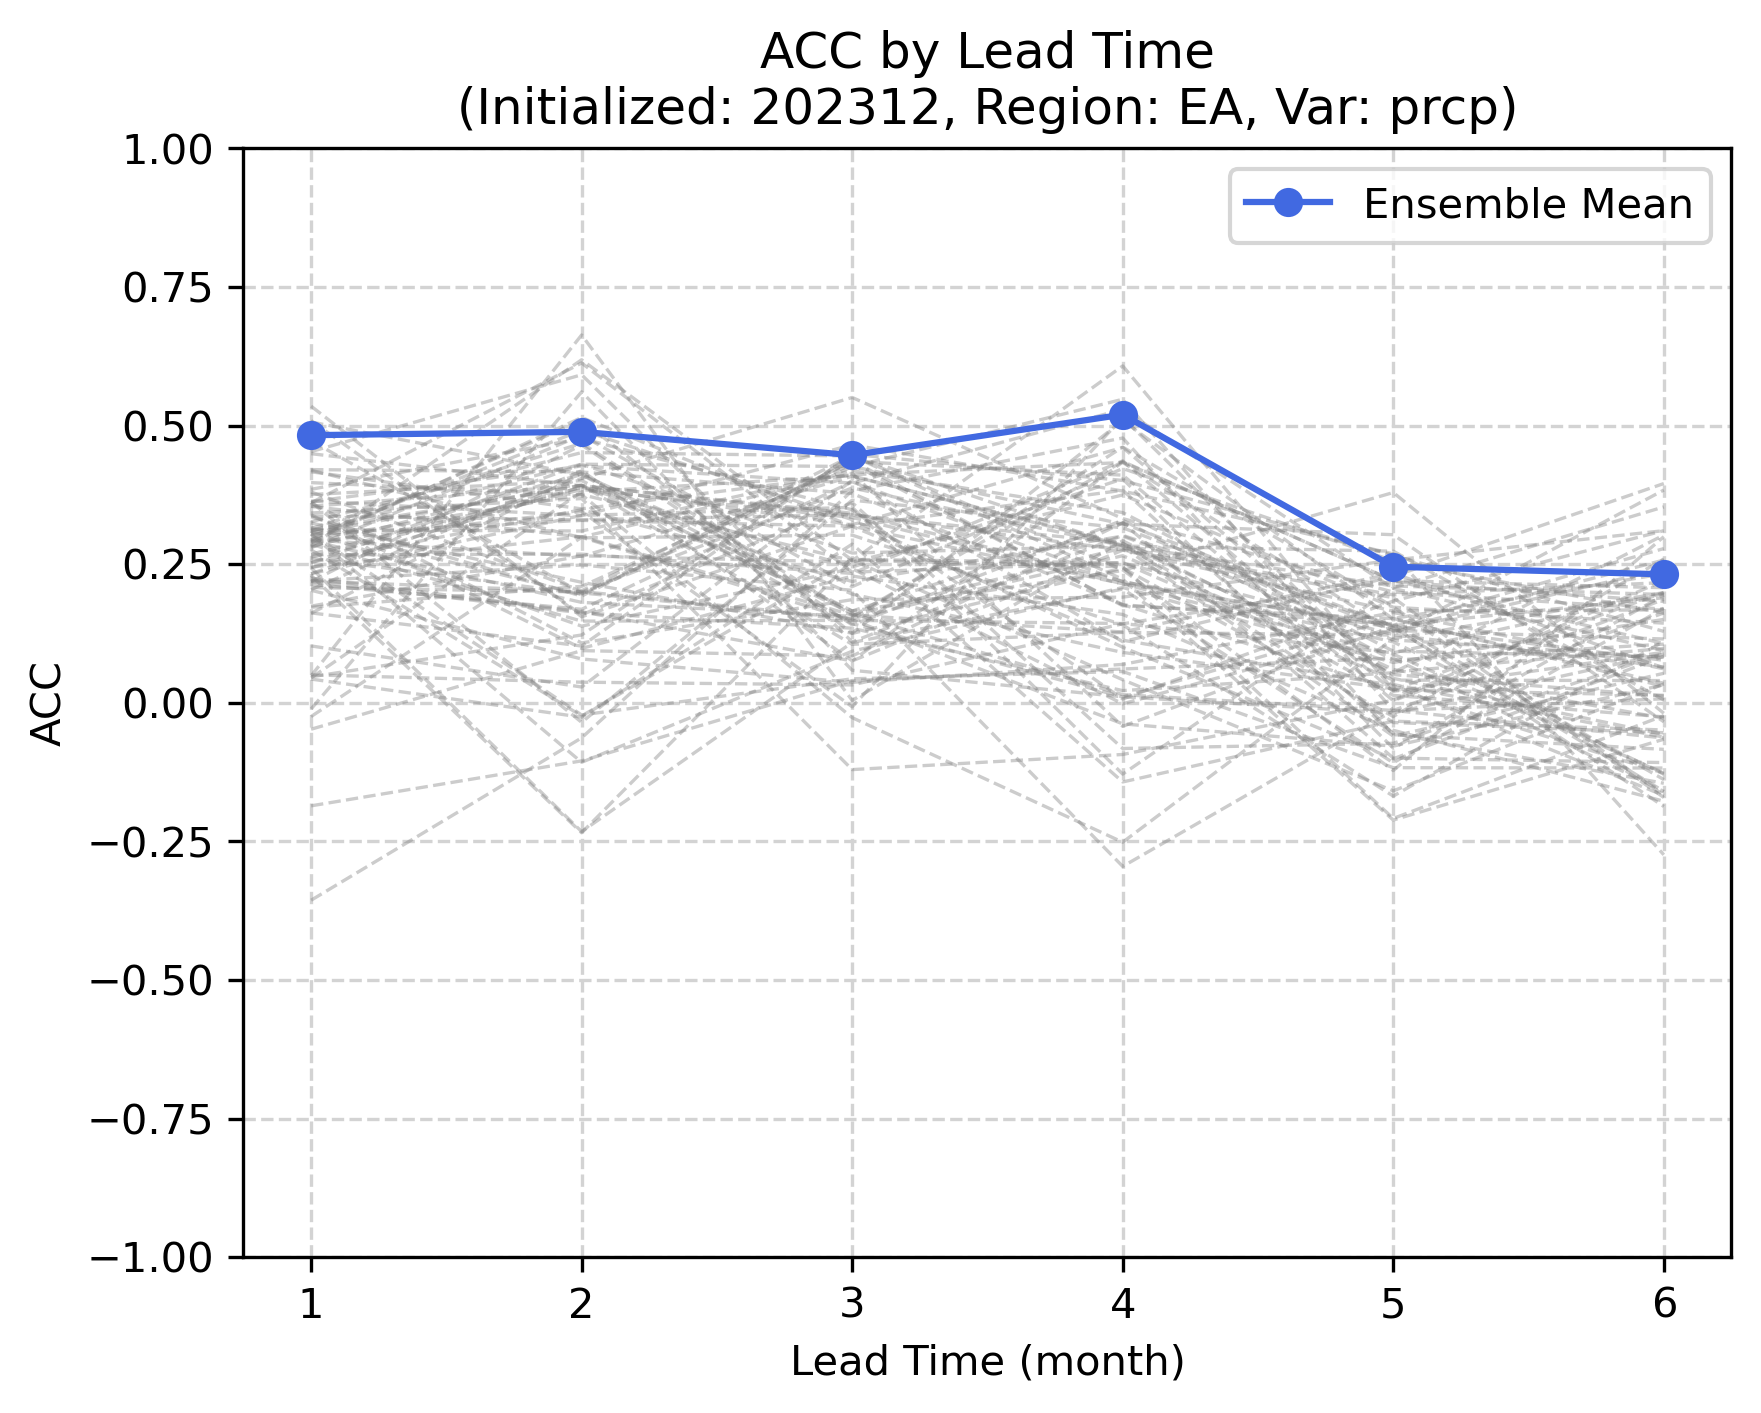 ACC by Lead Time
(Initialized: 202312, Region: EA, Var: prcp)
1.00
0.75
0.50
0.25
0.00
−0.25
−0.50
−0.75
−1.00
ACC
Ensemble Mean
1 2 3 4 5 6
Lead Time (month)